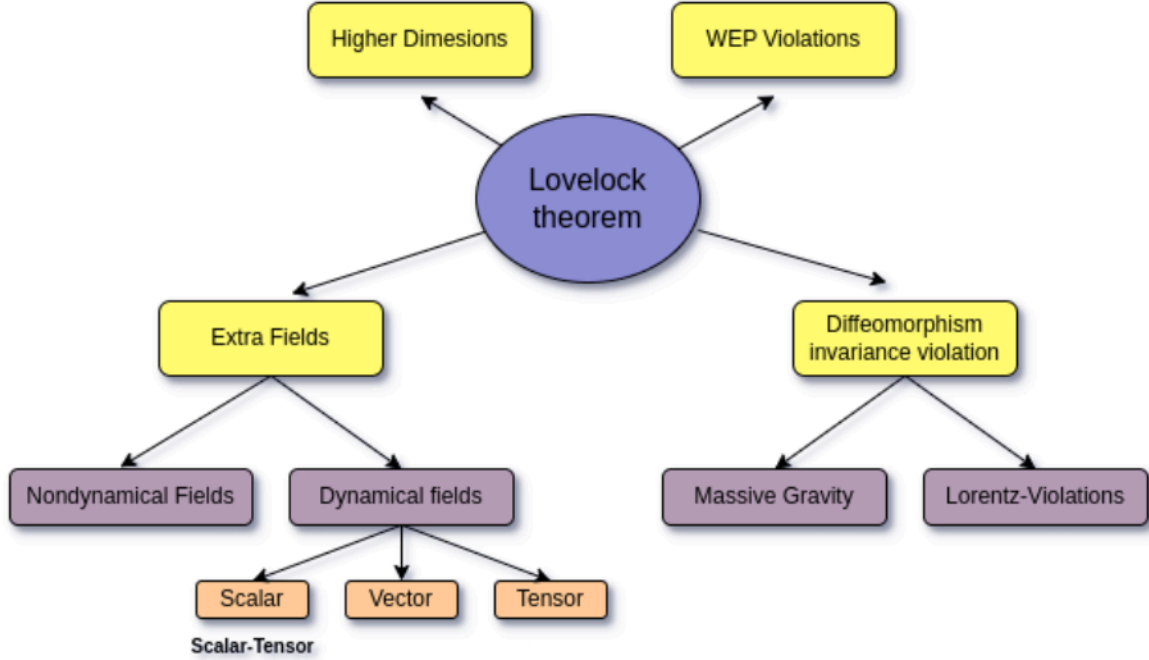 Higher Dimesions
WEP Violations
Lovelock
theorem
Extra Fields
Diffeomorphism
invariance violation
Nondynamical Fields
Dynamical fields
Massive Gravity
Lorentz-Violations
Scalar
Vector
Tensor
Scalar-Tensor